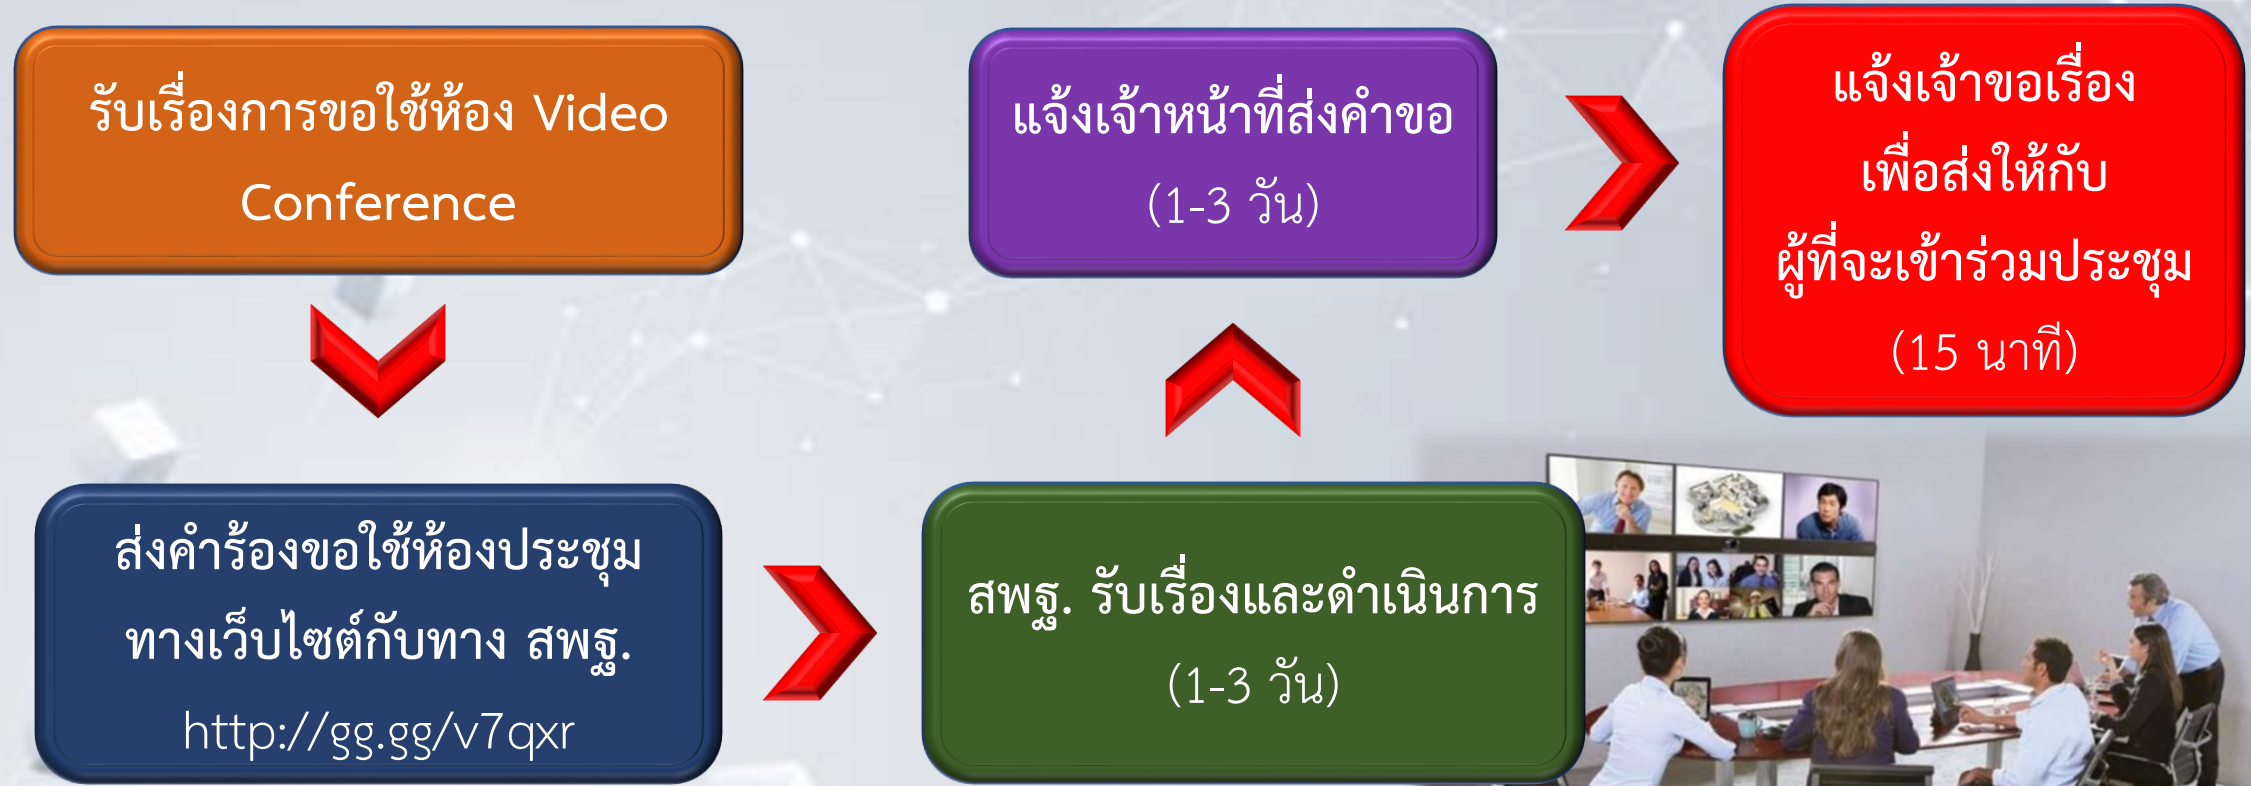 รับเรื่องการขอใช้ห้อง Video
Conference
ส่งคำร้องขอใช้ห้องประชุม
ทางเว็บไซต์กับทาง สพฐ.
http://gg.gg/v7qxr
สพฐ. รับเรื่องและดำเนินการ
(1-3 วัน)
แจ้งเจ้าหน้าที่ส่งคำขอ
(1-3 วัน)
แจ้งเจ้าขอเรื่อง
เพื่อส่งให้กับ
ผู้ที่จะเข้าร่วมประชุม
(15 นาที)